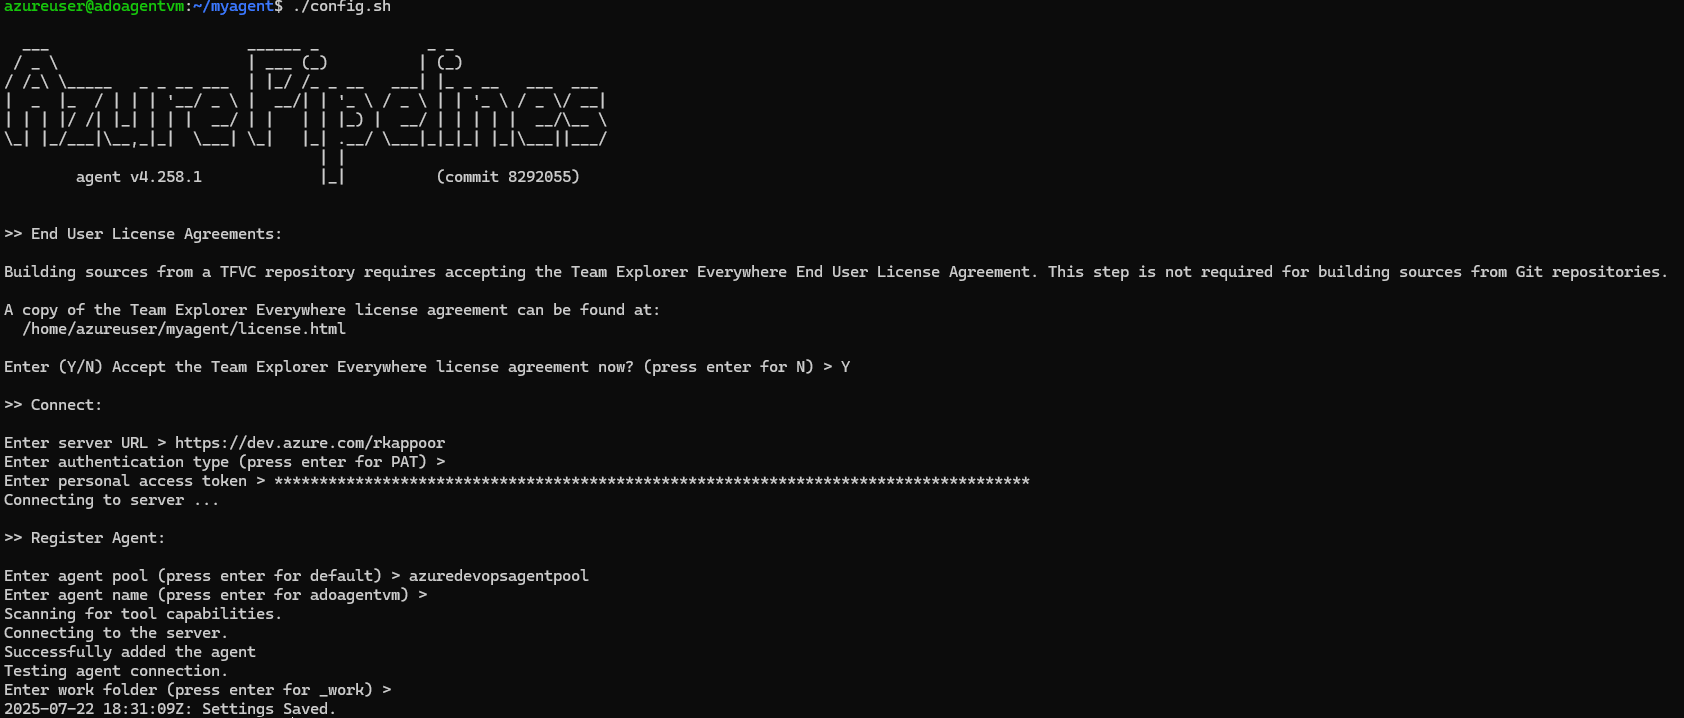 azureuser@adoagentvm:~/myagent$ ./config.sh
AzurePipelines
agent v4.258.1 (commit 8292055)
>> End User License Agreements:
Building sources from a TFVC repository requires accepting the Team Explorer Everywhere End User License Agreement. This step is not required for building sources from Git repositories.
A copy of the Team Explorer Everywhere license agreement can be found at:
/home/azureuser/myagent/license.html
Enter (Y/N) Accept the Team Explorer Everywhere license agreement now? (press enter for N) > Y
>> Connect:
Enter server URL > https://dev.azure.com/rkappoor
Enter authentication type (press enter for PAT) >
Enter personal access token > ************************************************************************************
Connecting to server ...
>> Register Agent:
Enter agent pool (press enter for default) > azuredevopsagentpool
Enter agent name (press enter for adoagentvm) >
Scanning for tool capabilities.
Connecting to the server.
Successfully added the agent
Testing agent connection.
Enter work folder (press enter for _work) >
2025-07-22 18:31:09Z: Settings Saved.